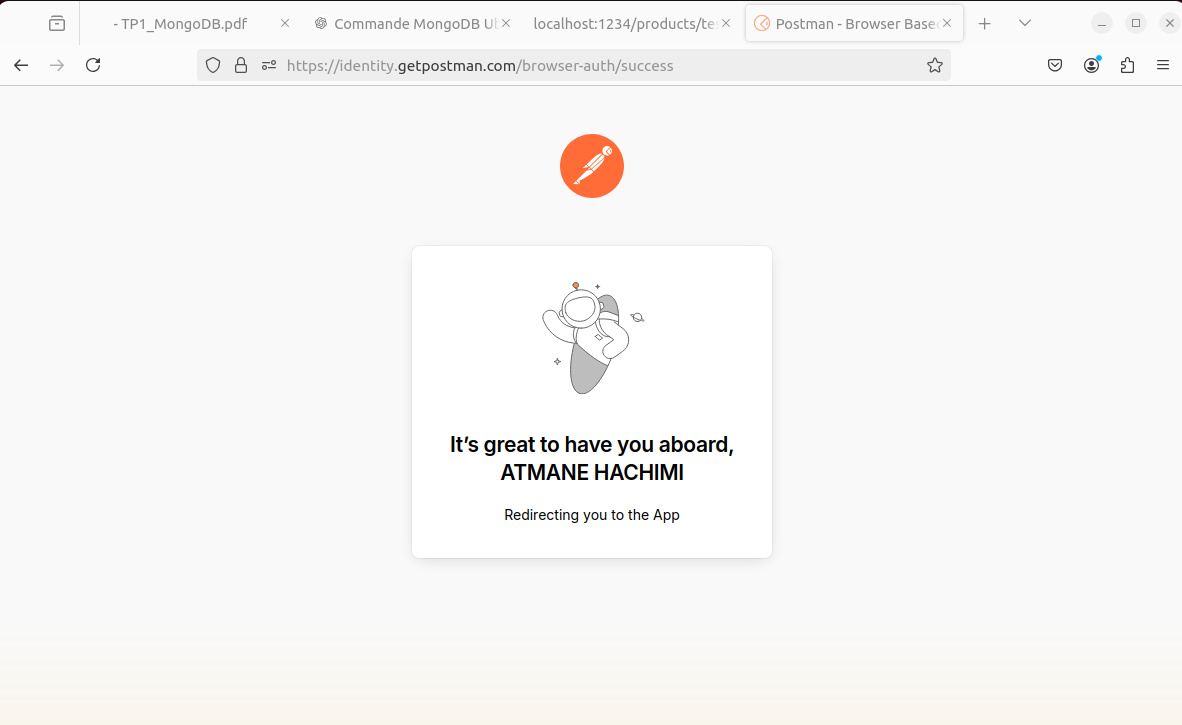 - TP1_MongoDB.pdf
Commande MongoDB Ul
localhost:1234/products/te
Postman - Browser Base
https://identity.getpostman.com/browser-auth/success
It’s great to have you aboard,
ATMANE HACHIMI
Redirecting you to the App